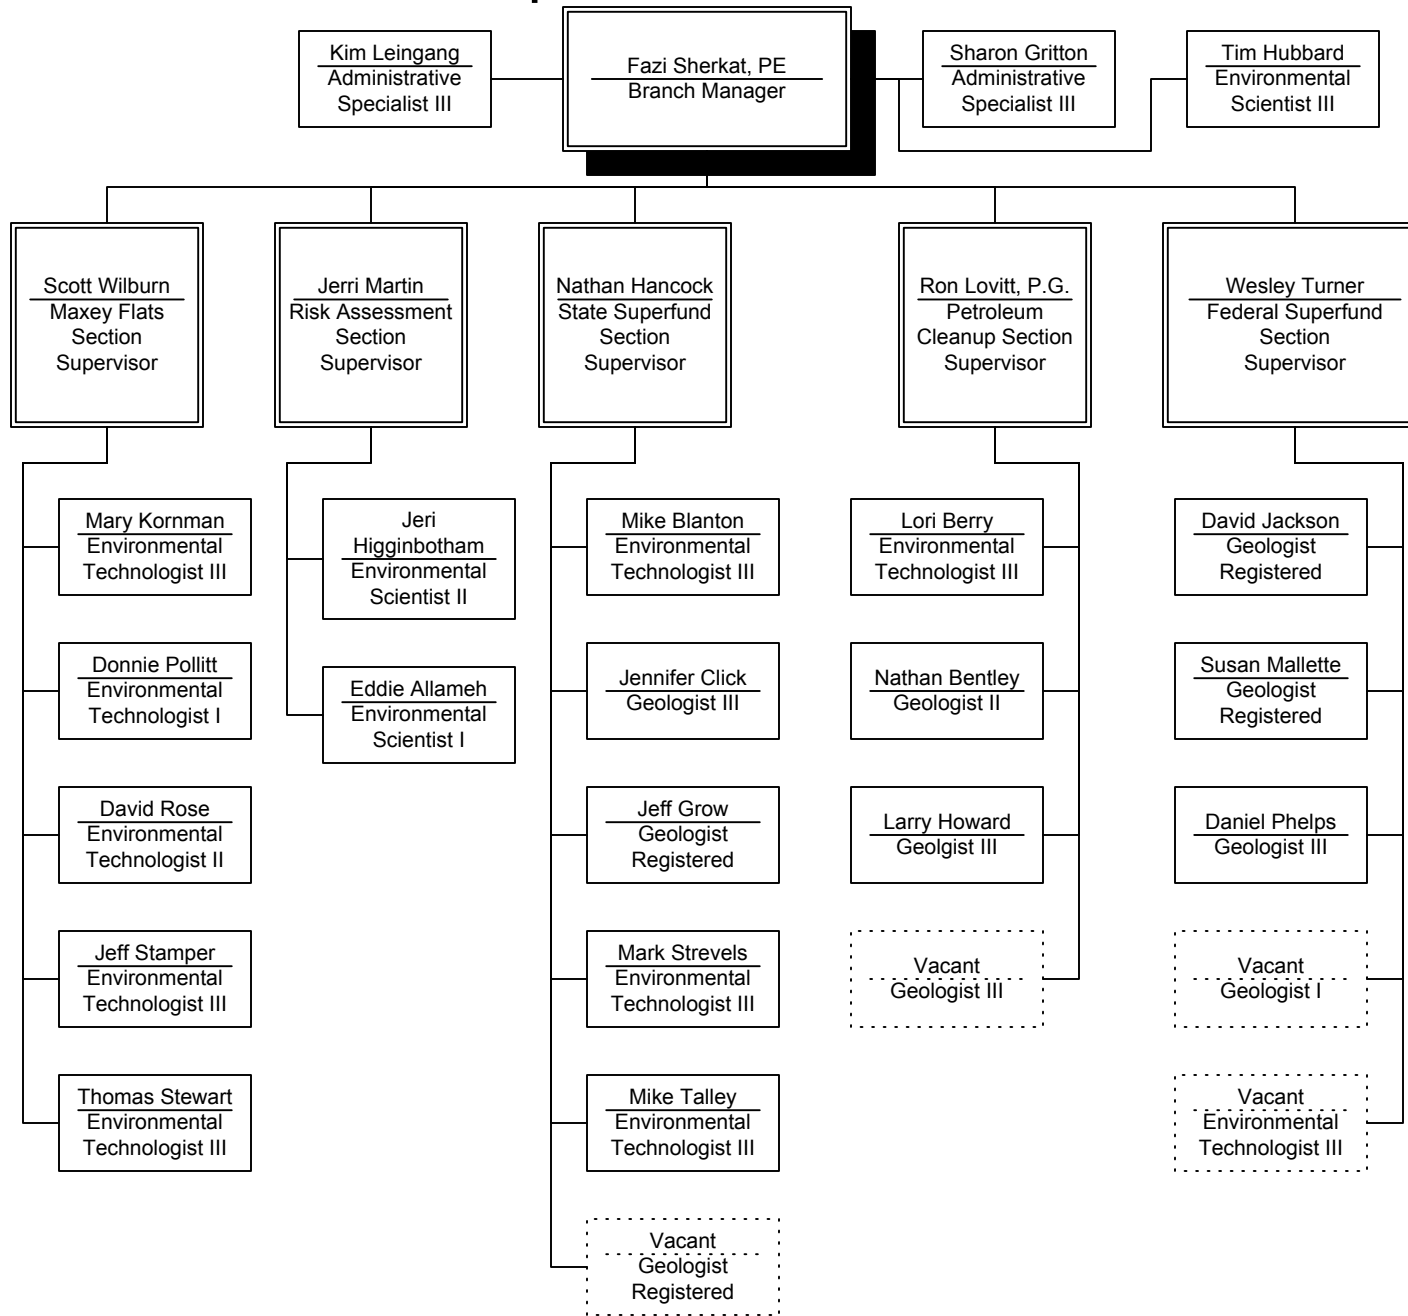 Kim Leingang
Administrative
Specialist III
Fazi Sherkat, PE
Branch Manager
Sharon Gritton
Administrative
Specialist III
Tim Hubbard
Environmental
Scientist III
Scott Wilburn
Maxey Flats
Section
Supervisor
Jerri Martin
Risk Assessment
Section
Supervisor
Nathan Hancock
State Superfund
Section
Supervisor
Ron Lovitt, P.G.
Petroleum
Cleanup Section
Supervisor
Wesley Turner
Federal Superfund
Section
Supervisor
Mary Kornman
Environmental
Technologist III
Donnie Pollitt
Environmental
Technologist I
David Rose
Environmental
Technologist II
Jeff Stamper
Environmental
Technologist III
Thomas Stewart
Environmental
Technologist III
Jeri
Higginbotham
Environmental
Scientist II
Eddie Allameh
Environmental
Scientist I
Mike Blanton
Environmental
Technologist III
Jennifer Click
Geologist III
Jeff Grow
Geologist
Registered
Mark Strevels
Environmental
Technologist III
Mike Talley
Environmental
Technologist III
Vacant
Geologist
Registered
Lori Berry
Environmental
Technologist III
Nathan Bentley
Geologist II
Larry Howard
Geolgist III
Vacant
Geologist III
David Jackson
Geologist
Registered
Susan Mallette
Geologist
Registered
Daniel Phelps
Geologist III
Vacant
Geologist I
Vacant
Environmental
Technologist III